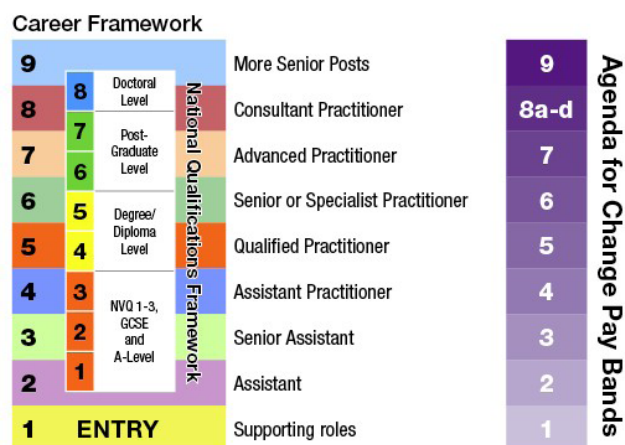 Career Framework
9
8
7
6
5
4
3
2
1 ENTRY
8
7
6
5
4
3
2
1
Doctoral
Level
Post-
Graduate
Level
Degree/
Diploma
Level
NVQ 1-3,
GCSE
and
A-Level
National Qualifications Framework
More Senior Posts
Consultant Practitioner
Advanced Practitioner
Senior or Specialist Practitioner
Qualified Practitioner
Assistant Practitioner
Senior Assistant
Assistant
Supporting roles
9
8a-d
7
6
5
4
3
2
1
Agenda for Change Pay Bands